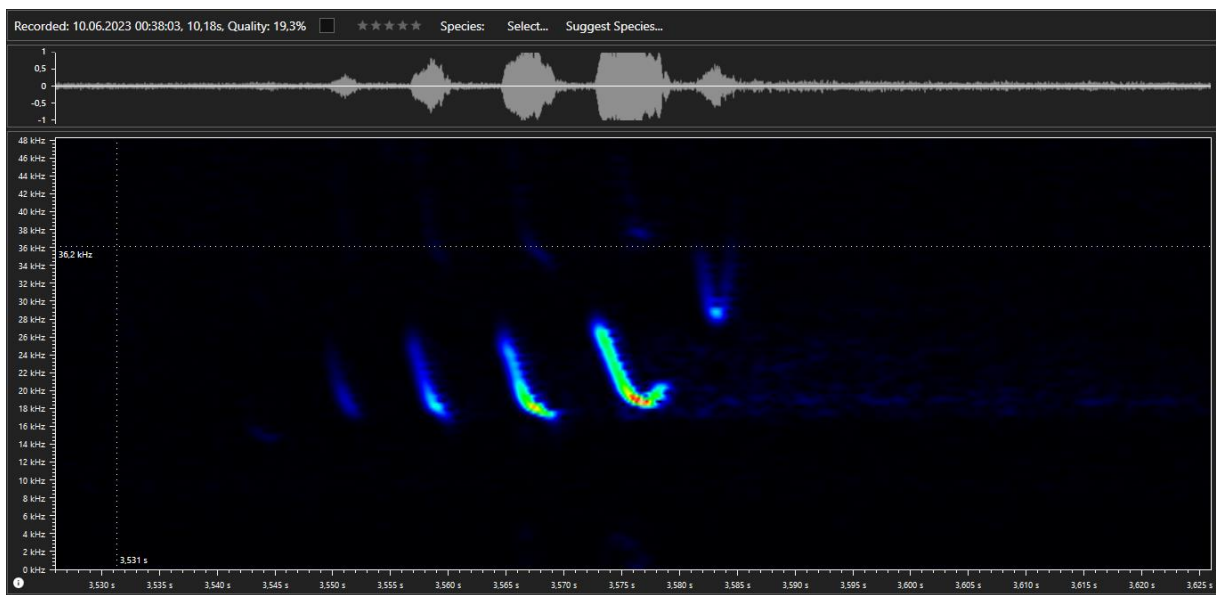 Recorded: 10.06.2023 00:38:03, 10,18s, Quality: 19,3% Species: Select... Suggest Species...
1
0,5
0
-0,5
-1
48 kHz
46 kHz
44 kHz
42 kHz
40 kHz
38 kHz
36 kHz
36,2 kHz
34 kHz
32 kHz
30 kHz
28 kHz
26 kHz
24 kHz
22 kHz
20 kHz
18 kHz
16 kHz
14 kHz
12 kHz
10 kHz
8 kHz
6 kHz
4 kHz
2 kHz
3,531 s
0 kHz
3,530 s 3,535 s 3,540 s 3,545 s 3,550 s 3,555 s 3,560 s 3,565 s 3,570 s 3,575 s 3,580 s 3,585 s 3,590 s 3,595 s 3,600 s 3,605 s 3,610 s 3,615 s 3,620 s 3,625 s